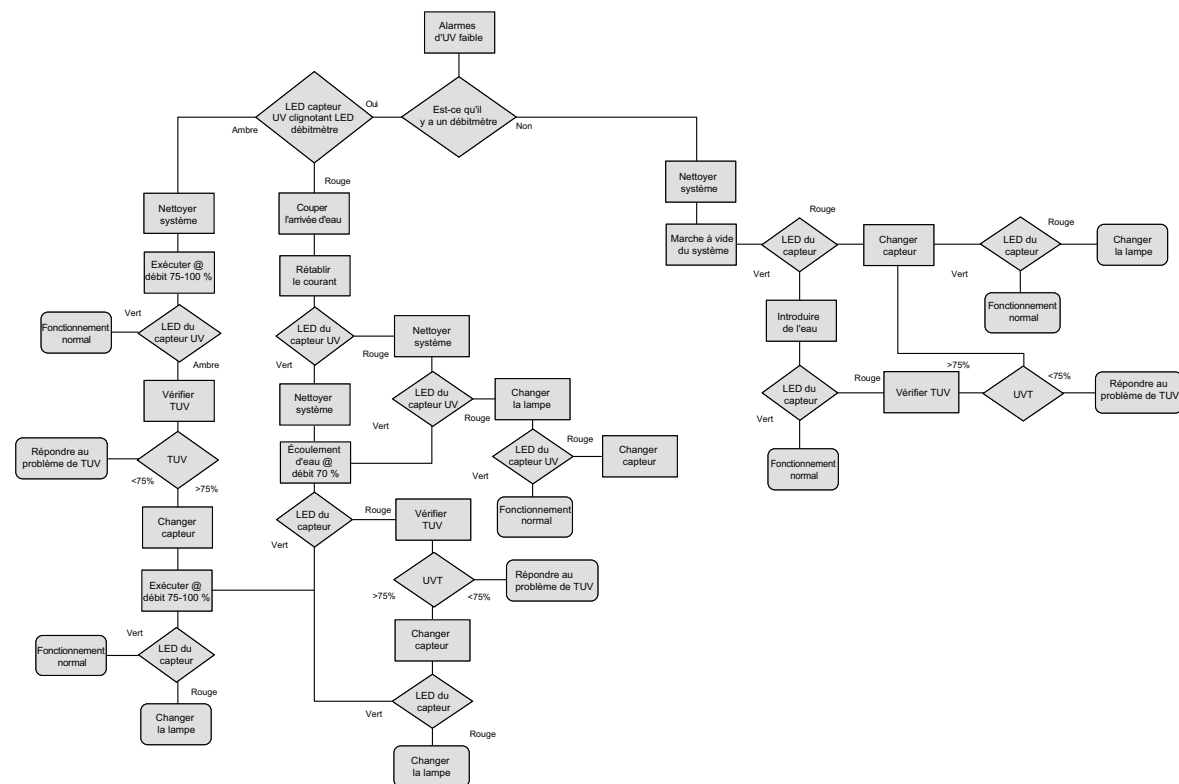 Alarmes
d'UV faible
LED capteur
UV clignotant LED
débitmètre
Oui
Est-ce qu'il
y a un débitmètre
Ambre
Non
Rouge
Nettoyer
système
Nettoyer
système
Couper
l'arrivée d'eau
Rouge
Rouge
Marche à vide
du système
LED du
capteur
Changer
capteur
LED du
capteur
Changer
la lampe
Exécuter @
débit 75-100 %
Rétablir
le courant
Vert
Vert
Fonctionnement
normal
Vert
LED du
capteur UV
LED du
capteur UV
Nettoyer
système
Introduire
de l'eau
Fonctionnement
normal
Rouge
Ambre
Vert
>75%
Vérifier
TUV
Nettoyer
système
LED du
capteur UV
Changer
la lampe
LED du
capteur
Rouge
Vérifier TUV
UVT
<75%
Répondre au
problème de TUV
Rouge
Vert
Vert
Répondre au
problème de TUV
TUV
<75%
>75%
Écoulement
d'eau @
débit 70 %
LED du
capteur UV
Rouge
Changer
capteur
Vert
Fonctionnement
normal
Fonctionnement
normal
Changer
capteur
LED du
capteur
Rouge
Vérifier
TUV
Vert
Exécuter @
débit 75-100 %
UVT
Répondre au
problème de TUV
>75%
<75%
Vert
Fonctionnement
normal
LED du
capteur
Changer
capteur
Rouge
Changer
la lampe
LED du
capteur
Vert
Rouge
Changer
la lampe